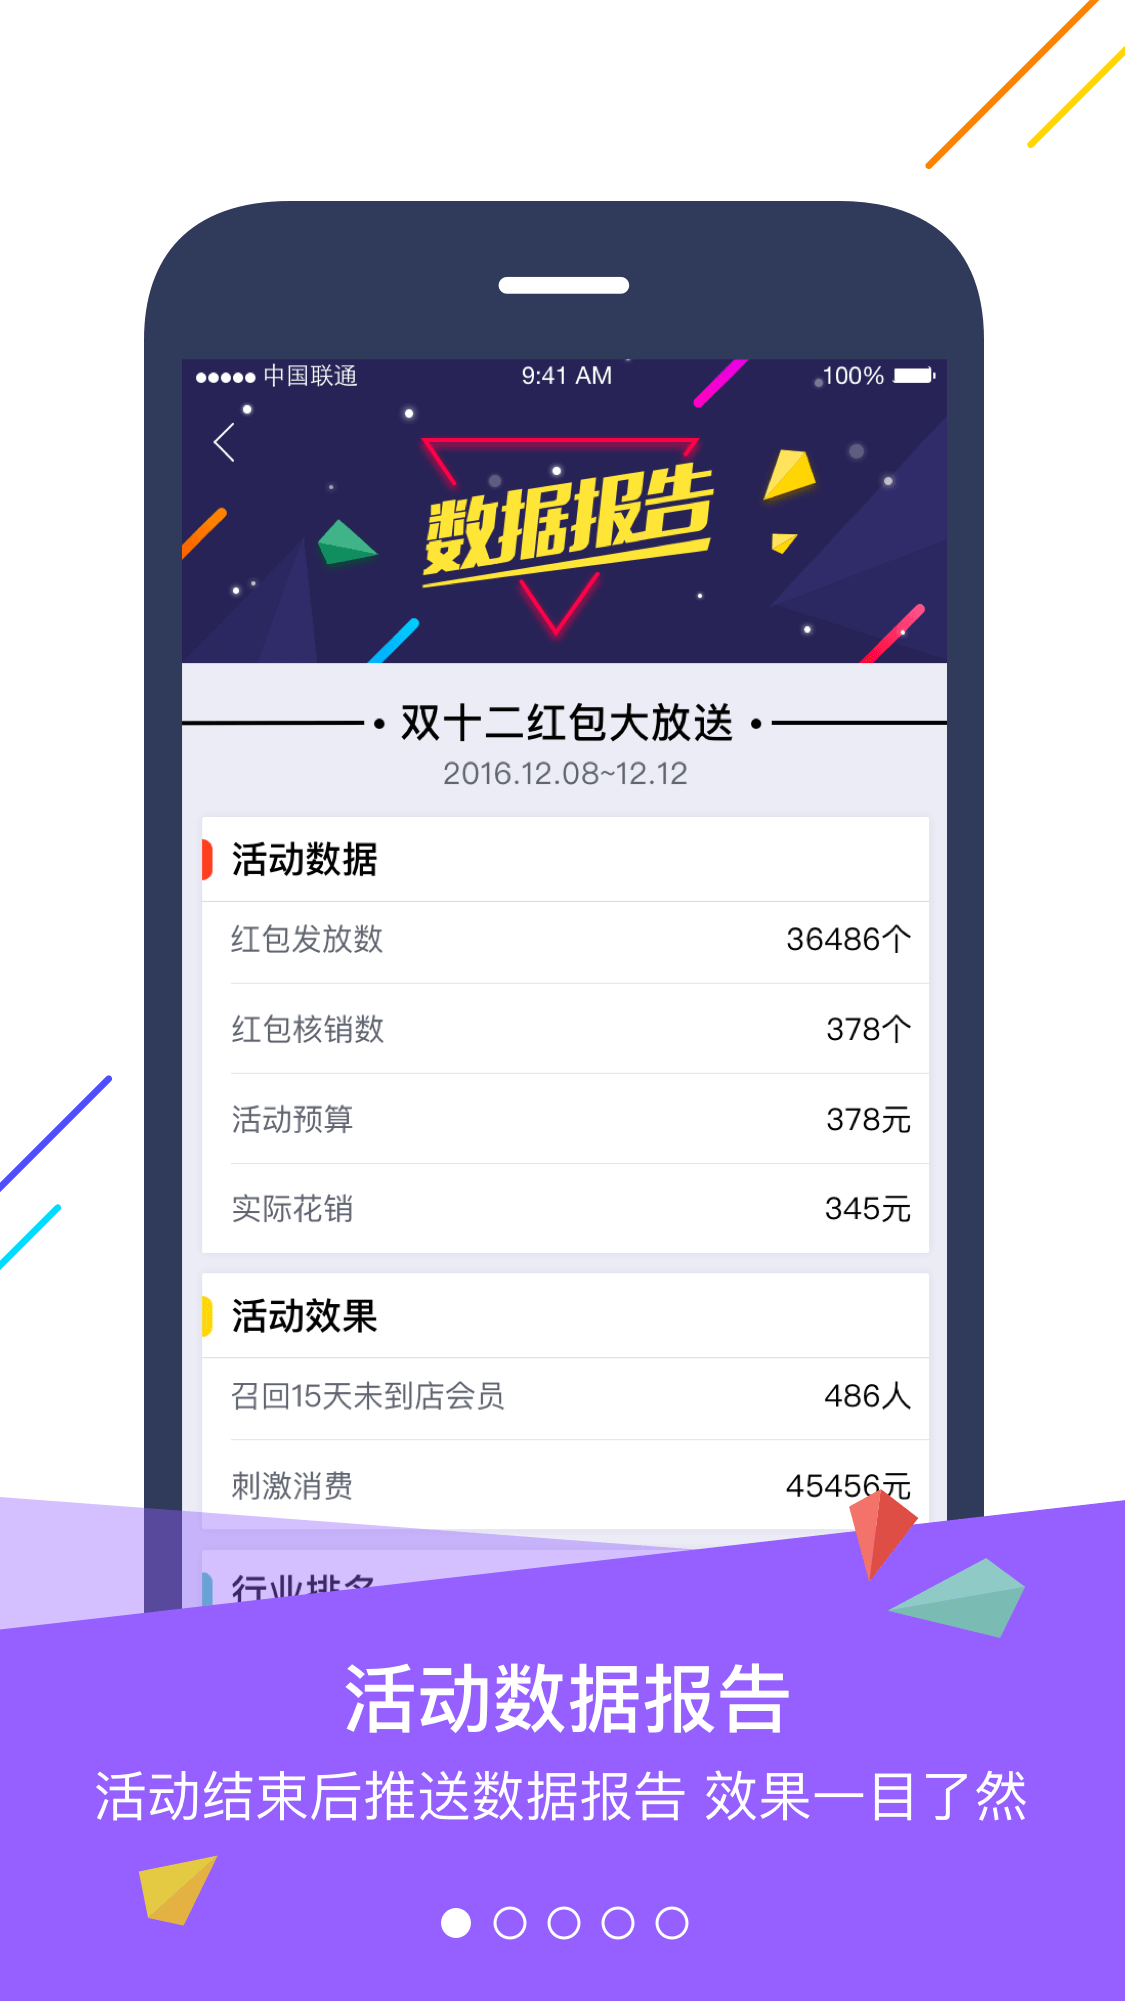 中国联通 9:41 AM 100%
数据报告
双十二红包大放送
2016.12.08~12.12
活动数据
红包发放数 36486个
红包核销数 378个
活动预算 378元
实际花销 345元
活动效果
召回15天未到店会员 486人
刺激消费 45456元
行业排名
活动数据报告
活动结束后推送数据报告 效果一目了然